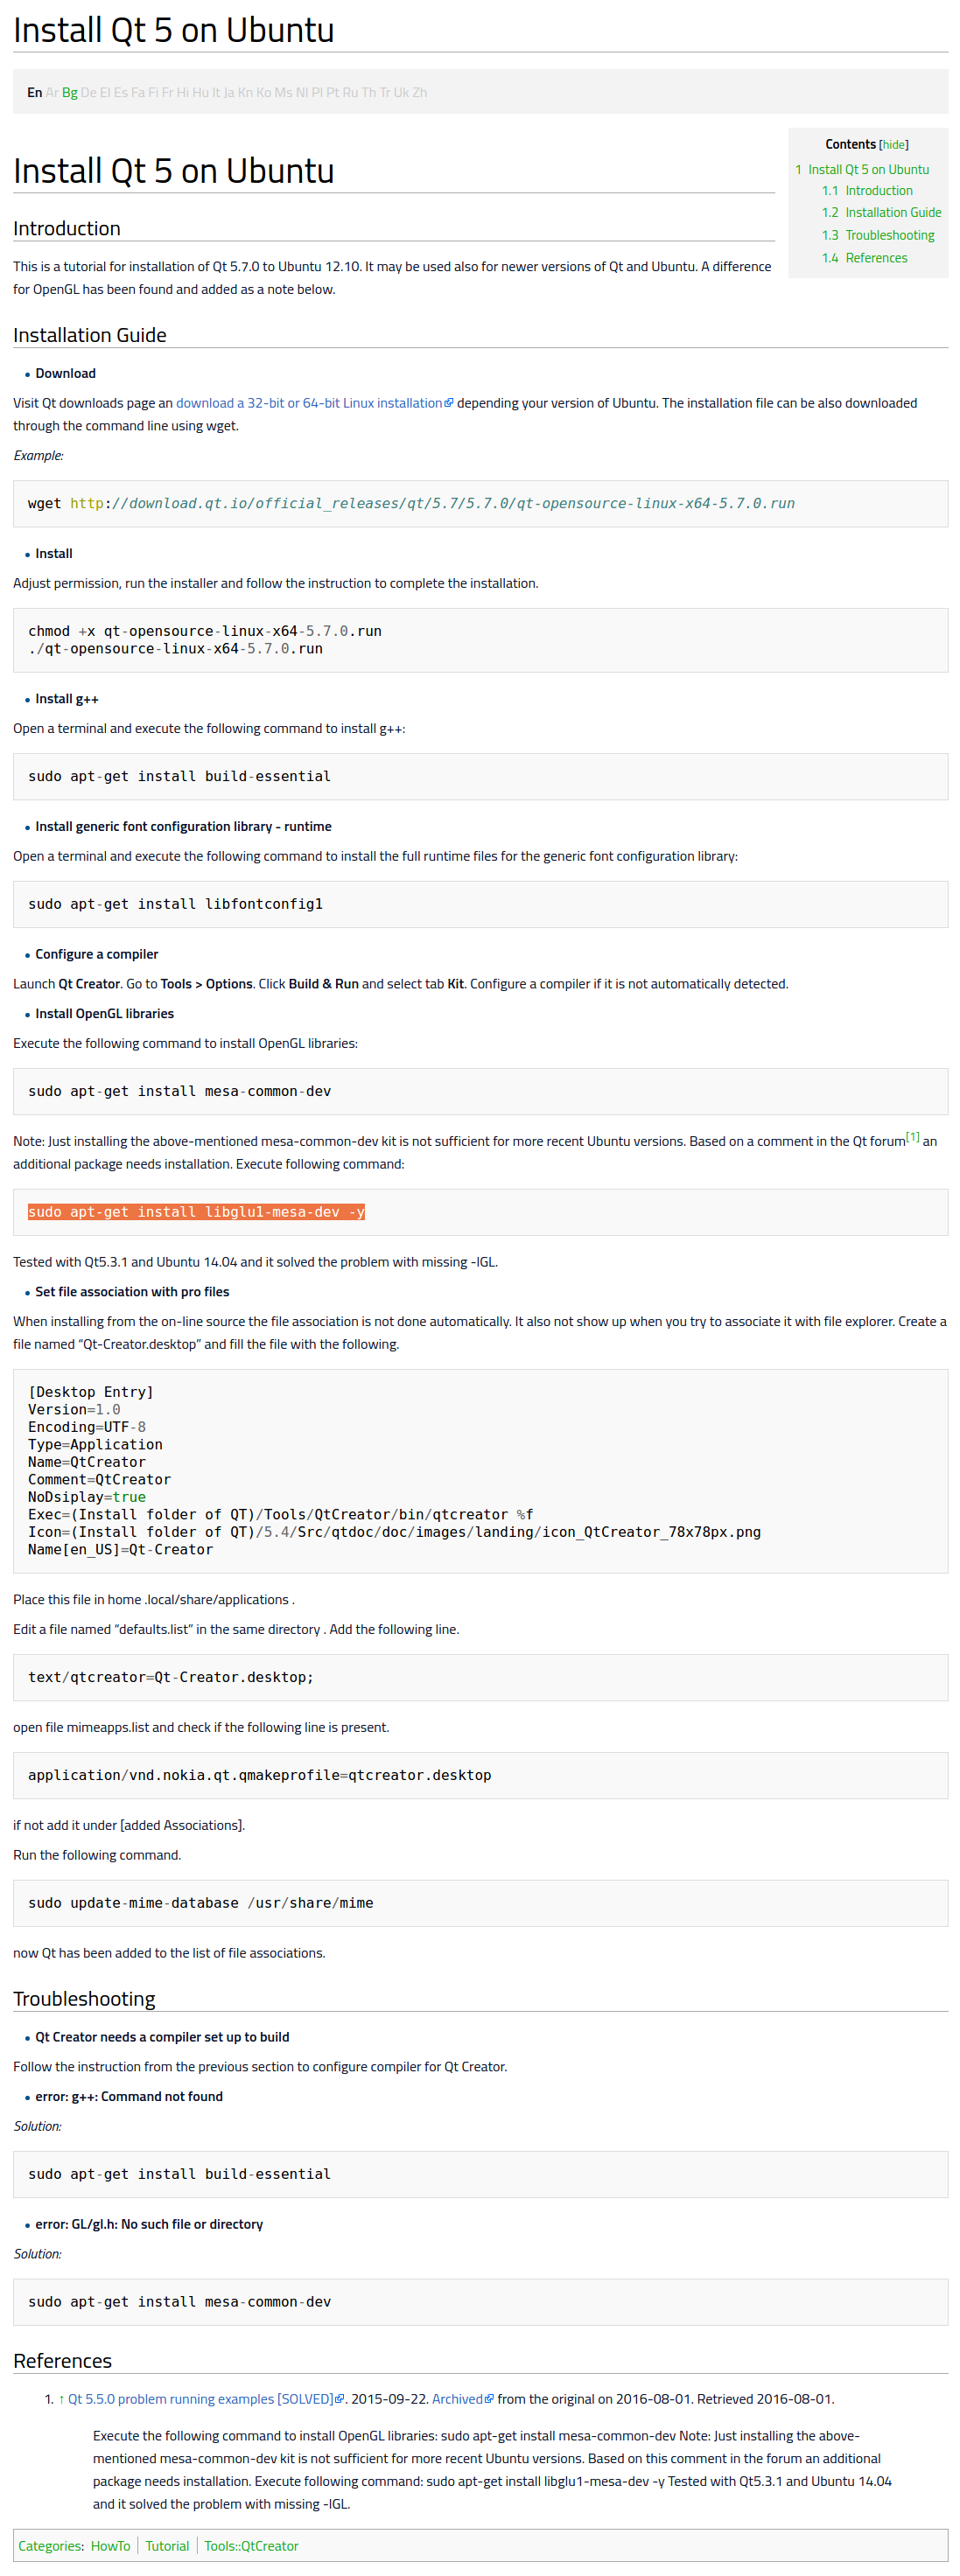 Install Qt 5 on Ubuntu
En Ar Bg De El Es Fa Fi Fr Hi Hu It Ja Kn Ko Ms Nl Pl Pt Ru Th Tr Uk Zh
Contents [hide]
1 Install Qt 5 on Ubuntu
1.1 Introduction
1.2 Installation Guide
1.3 Troubleshooting
1.4 References
Install Qt 5 on Ubuntu
Introduction
This is a tutorial for installation of Qt 5.7.0 to Ubuntu 12.10. It may be used also for newer versions of Qt and Ubuntu. A difference
for OpenGL has been found and added as a note below.
Installation Guide
• Download
Visit Qt downloads page an download a 32-bit or 64-bit Linux installation depending your version of Ubuntu. The installation file can be also downloaded
through the command line using wget.
Example:
wget http://download.qt.io/official_releases/qt/5.7/5.7.0/qt-opensource-linux-x64-5.7.0.run
• Install
Adjust permission, run the installer and follow the instruction to complete the installation.
chmod +x qt-opensource-linux-x64-5.7.0.run
./qt-opensource-linux-x64-5.7.0.run
• Install g++
Open a terminal and execute the following command to install g++:
sudo apt-get install build-essential
• Install generic font configuration library - runtime
Open a terminal and execute the following command to install the full runtime files for the generic font configuration library:
sudo apt-get install libfontconfig1
• Configure a compiler
Launch Qt Creator. Go to Tools > Options. Click Build & Run and select tab Kit. Configure a compiler if it is not automatically detected.
• Install OpenGL libraries
Execute the following command to install OpenGL libraries:
sudo apt-get install mesa-common-dev
Note: Just installing the above-mentioned mesa-common-dev kit is not sufficient for more recent Ubuntu versions. Based on a comment in the Qt forum[1] an
additional package needs installation. Execute following command:
sudo apt-get install libglu1-mesa-dev -y
Tested with Qt5.3.1 and Ubuntu 14.04 and it solved the problem with missing -lGL.
• Set file association with pro files
When installing from the on-line source the file association is not done automatically. It also not show up when you try to associate it with file explorer. Create a
file named “Qt-Creator.desktop” and fill the file with the following.
[Desktop Entry]
Version=1.0
Encoding=UTF-8
Type=Application
Name=QtCreator
Comment=QtCreator
NoDsiplay=true
Exec=(Install folder of QT)/Tools/QtCreator/bin/qtcreator %f
Icon=(Install folder of QT)/5.4/Src/qtdoc/doc/images/landing/icon_QtCreator_78x78px.png
Name[en_US]=Qt-Creator
Place this file in home .local/share/applications .
Edit a file named “defaults.list” in the same directory . Add the following line.
text/qtcreator=Qt-Creator.desktop;
open file mimeapps.list and check if the following line is present.
application/vnd.nokia.qt.qmakeprofile=qtcreator.desktop
if not add it under [added Associations].
Run the following command.
sudo update-mime-database /usr/share/mime
now Qt has been added to the list of file associations.
Troubleshooting
• Qt Creator needs a compiler set up to build
Follow the instruction from the previous section to configure compiler for Qt Creator.
• error: g++: Command not found
Solution:
sudo apt-get install build-essential
• error: GL/gl.h: No such file or directory
Solution:
sudo apt-get install mesa-common-dev
References
1. ↑ Qt 5.5.0 problem running examples [SOLVED]. 2015-09-22. Archived from the original on 2016-08-01. Retrieved 2016-08-01.
Execute the following command to install OpenGL libraries: sudo apt-get install mesa-common-dev Note: Just installing the above-
mentioned mesa-common-dev kit is not sufficient for more recent Ubuntu versions. Based on this comment in the forum an additional
package needs installation. Execute following command: sudo apt-get install libglu1-mesa-dev -y Tested with Qt5.3.1 and Ubuntu 14.04
and it solved the problem with missing -lGL.
Categories: HowTo | Tutorial | Tools::QtCreator